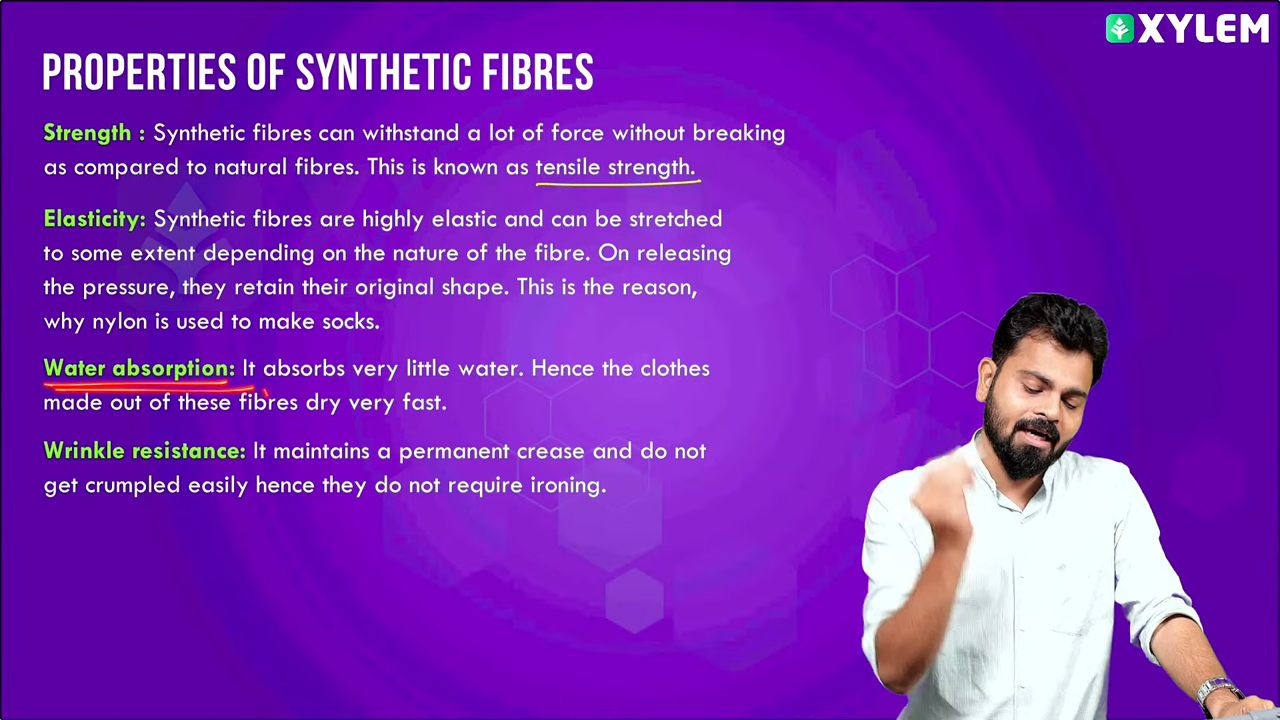 XYLEM
PROPERTIES OF SYNTHETIC FIBRES
Strength : Synthetic fibres can withstand a lot of force without breaking
as compared to natural fibres. This is known as tensile strength.
Elasticity: Synthetic fibres are highly elastic and can be stretched
to some extent depending on the nature of the fibre. On releasing
the pressure, they retain their original shape. This is the reason,
why nylon is used to make socks.
Water absorption: It absorbs very little water. Hence the clothes
made out of these fibres dry very fast.
Wrinkle resistance: It maintains a permanent crease and do not
get crumpled easily hence they do not require ironing.